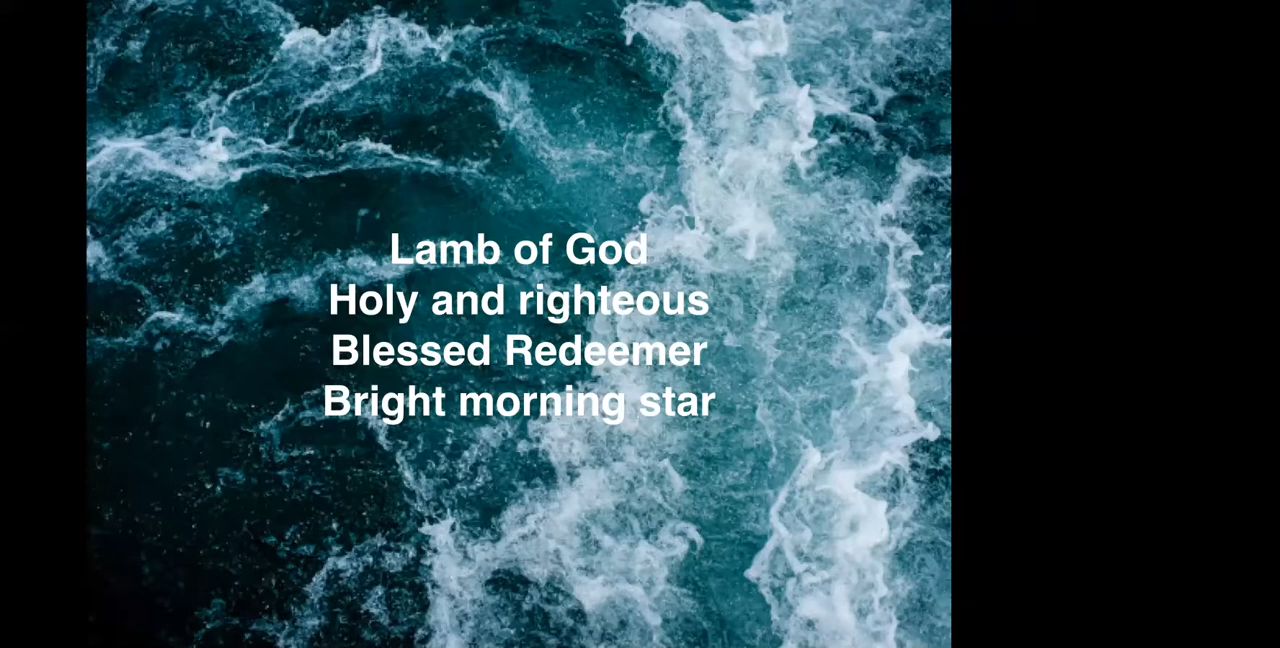 Lamb of God
Holy and righteous
Blessed Redeemer
Bright morning star